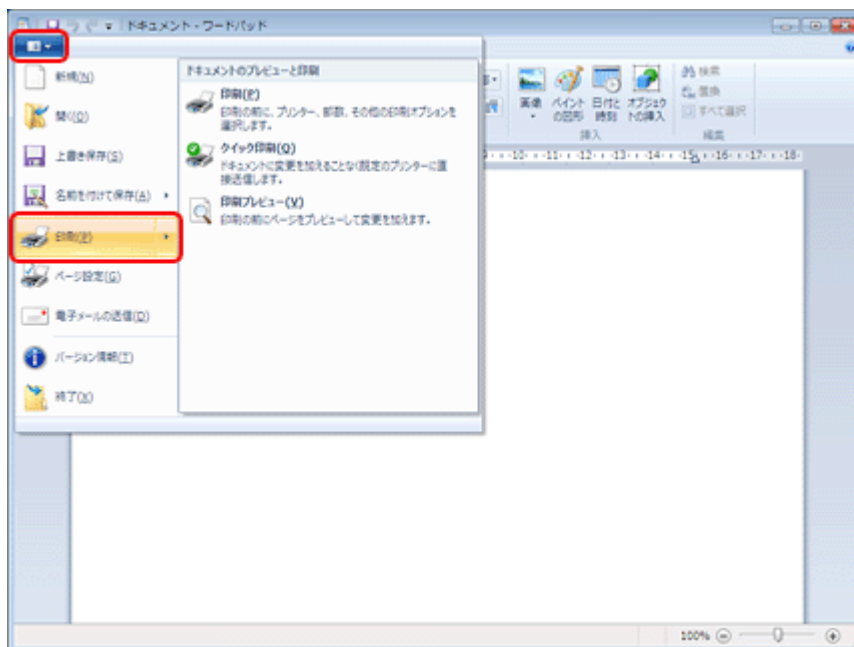 ドキュメント - ワードパッド
新規(N)
開く(O)
上書き保存(S)
名前を付けて保存(A)
印刷(P)
ページ設定(G)
電子メールの送信(D)
バージョン情報(T)
終了(X)
ドキュメントのプレビューと印刷
印刷(P)
印刷の前に、プリンター、部数、その他の印刷オプションを
選択します。
クイック印刷(Q)
ドキュメントに変更を加えることなく既定のプリンターに直
接送信します。
印刷プレビュー(V)
印刷の前にページをプレビューして変更を加えます。
画像
ペイント
の図形
日付と
時刻
オブジェク
トの挿入
挿入
検索
置換
すべて選択
編集
9 10 11 12 13 14 15 16 17 18
100%